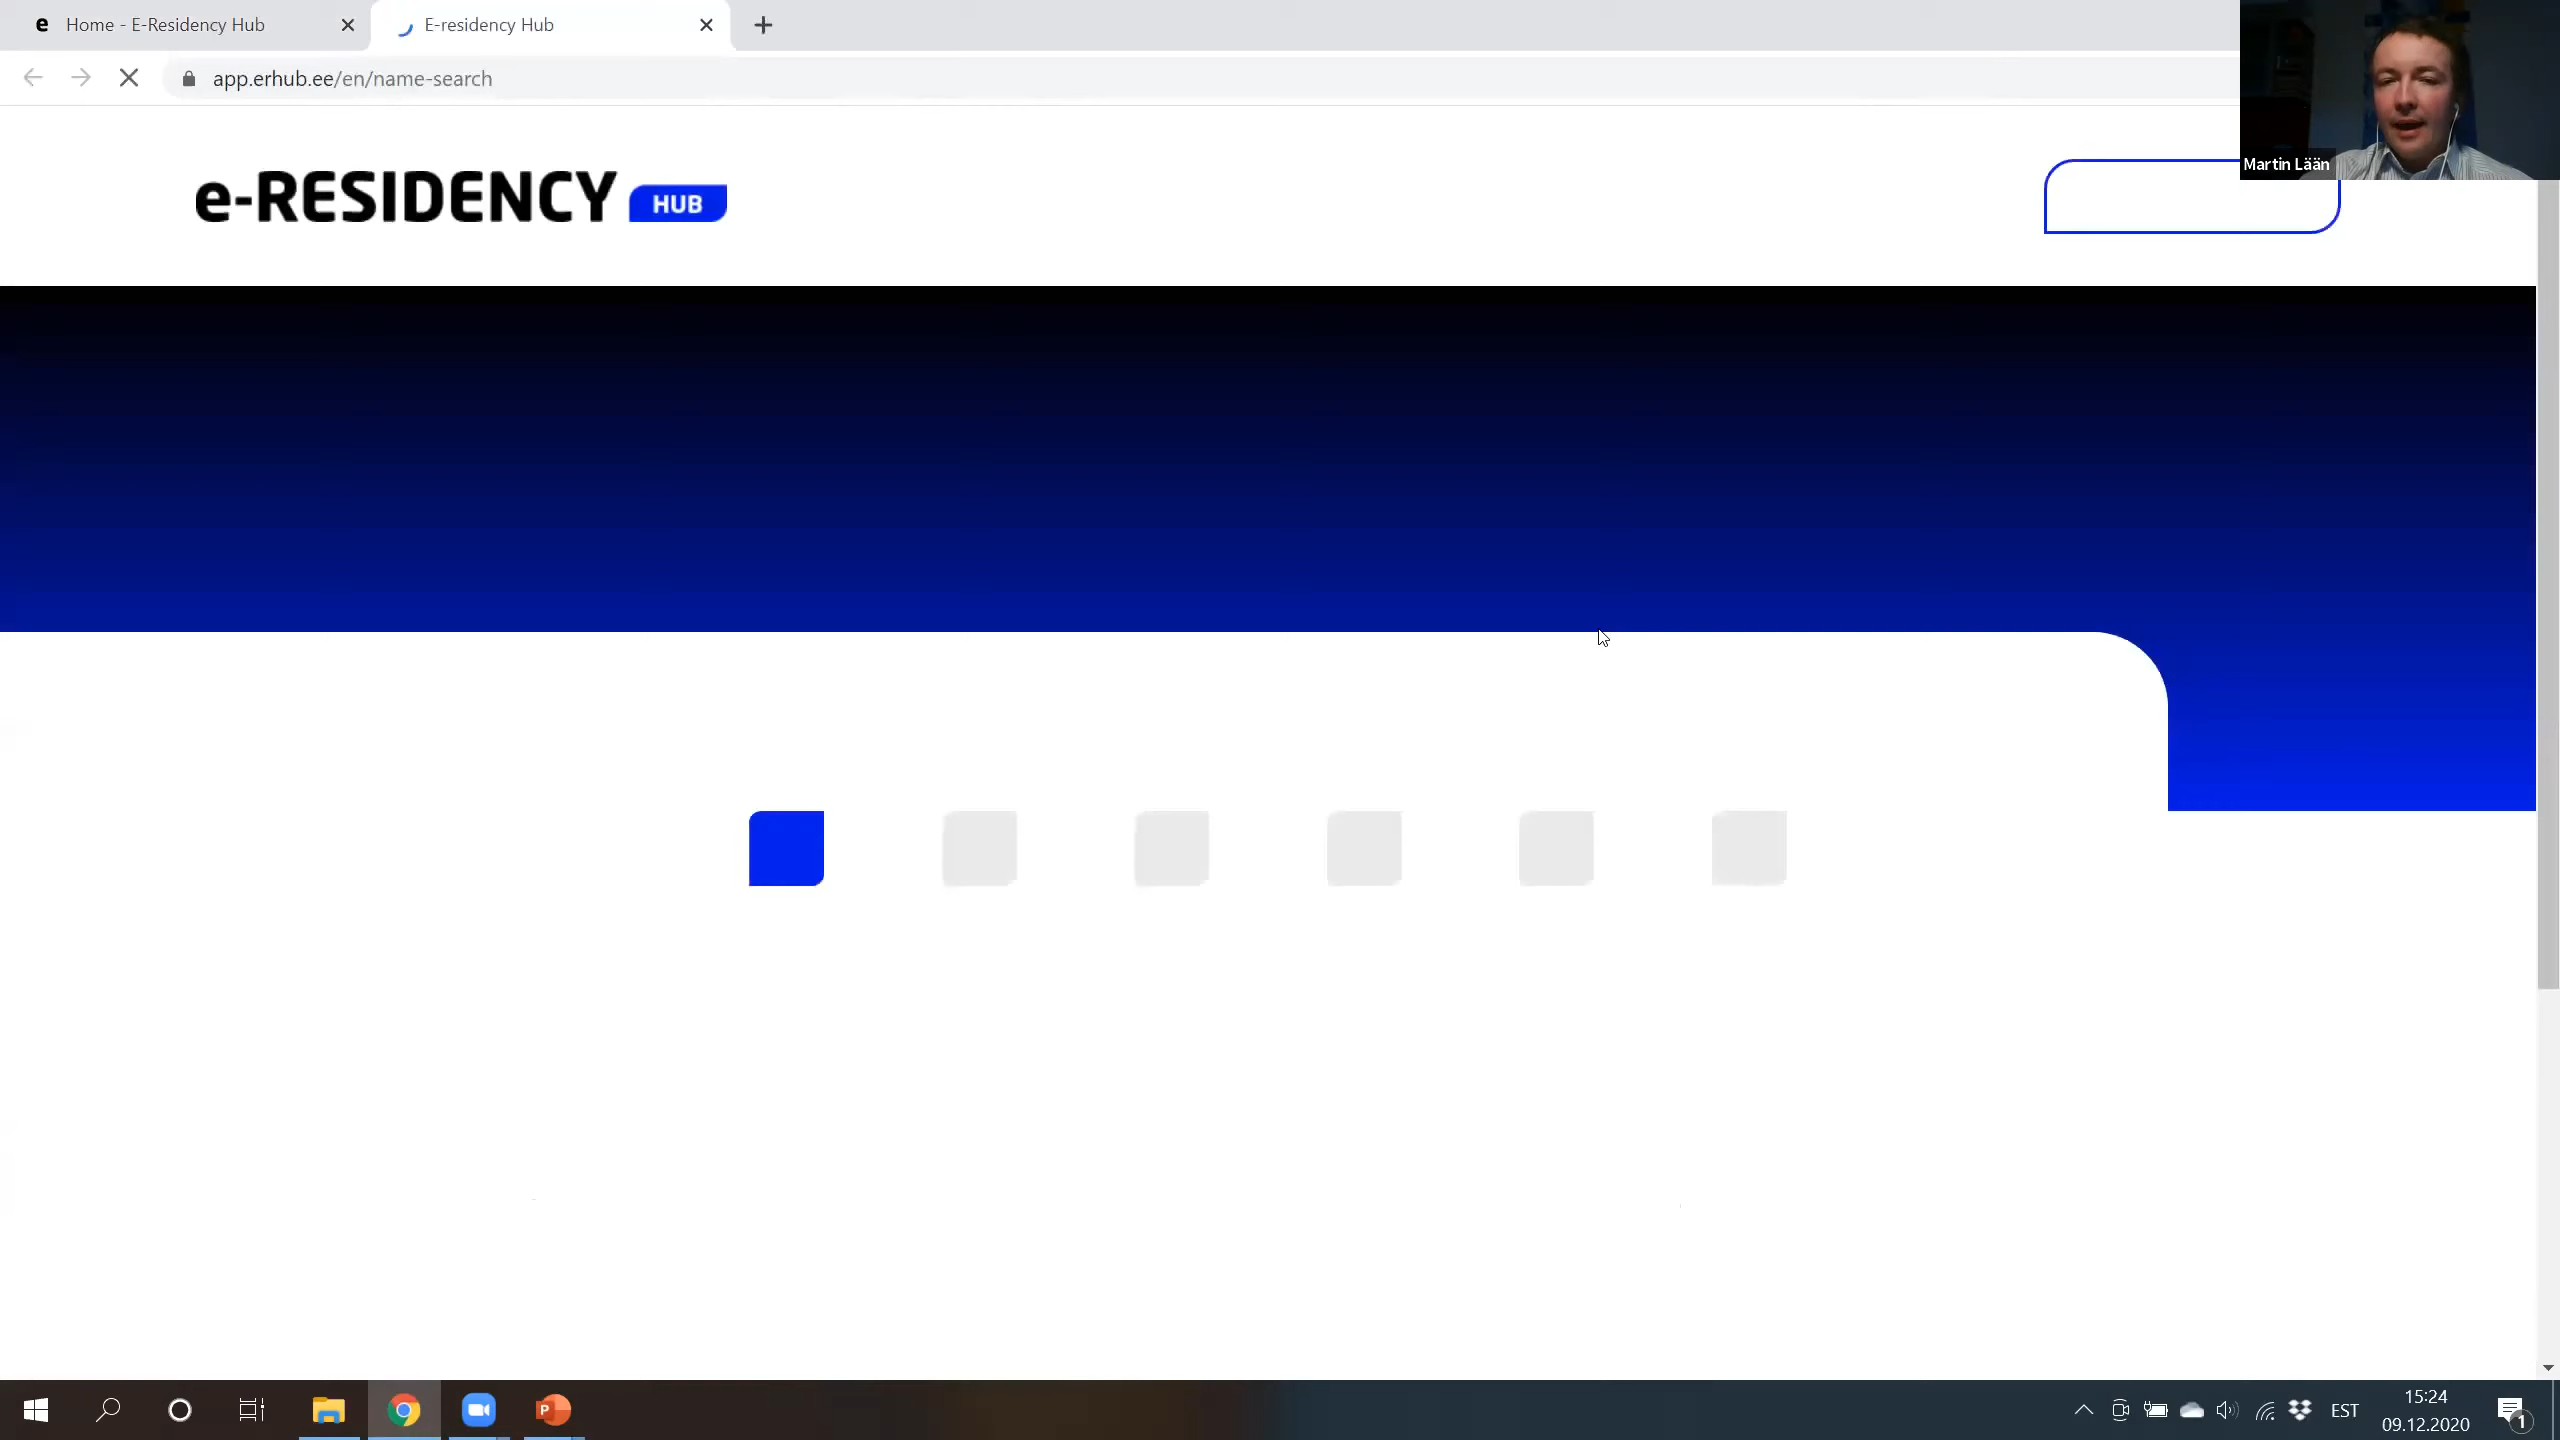 e Home - E-Residency Hub
E-residency Hub
app.erhub.ee/en/name-search
Martin Lään
e-RESIDENCY HUB
P
EST
15:24
09.12.2020
1